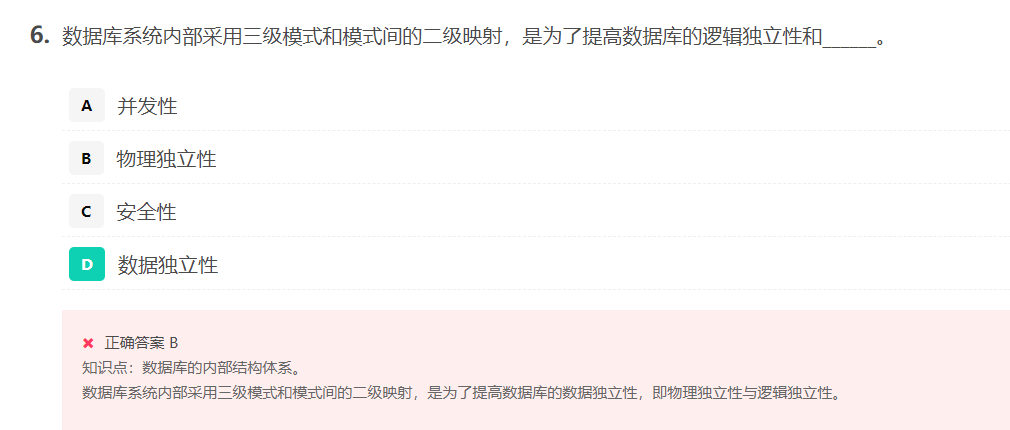 6. 数据库系统内部采用三级模式和模式间的二级映射，是为了提高数据库的逻辑独立性和______。
A 并发性
B 物理独立性
C 安全性
D 数据独立性
✖ 正确答案 B
知识点：数据库的内部结构体系。
数据库系统内部采用三级模式和模式间的二级映射，是为了提高数据库的数据独立性，即物理独立性与逻辑独立性。